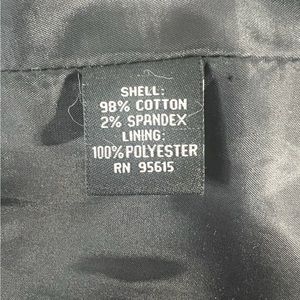 SHELL:
98% COTTON
2% SPANDEX
LINING:
100% POLYESTER
RN 95615